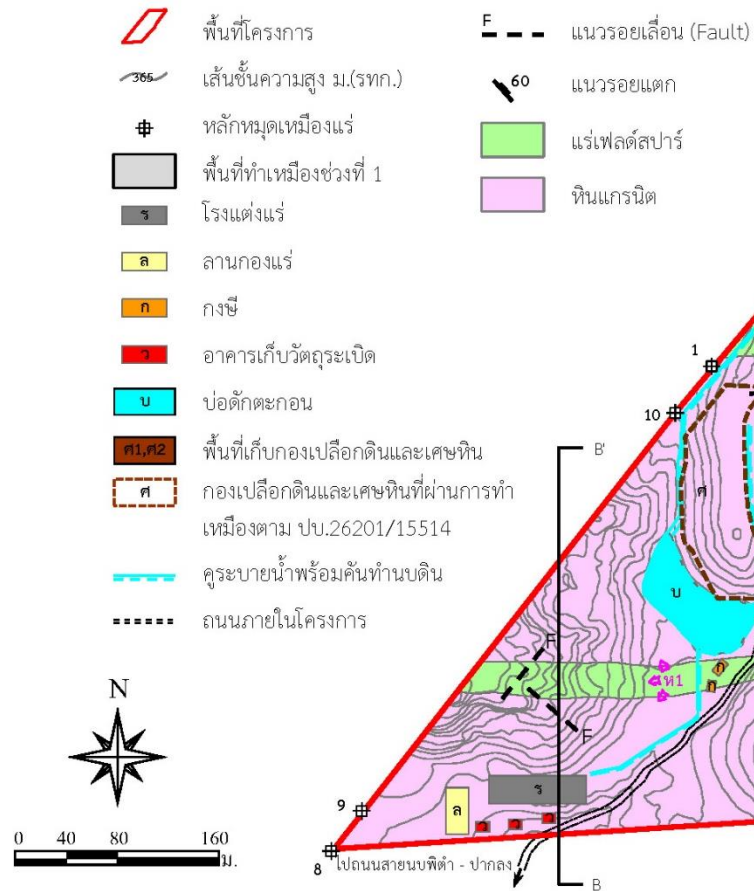 พื้นที่โครงการ
365 เส้นชั้นความสูง ม.(รทก.)
หลักหมุดเหมืองแร่
พื้นที่ทำเหมืองช่วงที่ 1
ร โรงแต่งแร่
ล ลานกองแร่
ก กงษี
ว อาคารเก็บวัตถุระเบิด
บ บ่อดักตะกอน
ศ1,ศ2 พื้นที่เก็บกองเปลือกดินและเศษหิน
ศ กองเปลือกดินและเศษหินที่ผ่านการทำ
เหมืองตาม ปบ.26201/15514
คูระบายน้ำพร้อมคันทำนบดิน
ถนนภายในโครงการ
F แนวรอยเลื่อน (Fault)
60 แนวรอยแตก
แร่เฟลด์สปาร์
หินแกรนิต
1
10
B'
ศ
บ
F
ก
ห1
ก
F
N
ร
9
ล
0 40 80 160
ม.
8
ไปถนนสายนบพิตำ - ปากลง
B